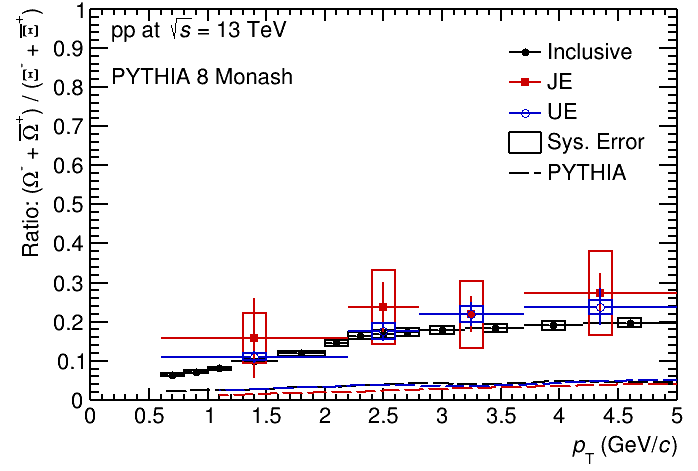 pp at √s = 13 TeV
PYTHIA 8 Monash
Inclusive
JE
UE
Sys. Error
PYTHIA
Ratio: (Ω⁻ + Ω̅⁺) / (Ξ⁻ + Ξ̅⁺)
1
0.9
0.8
0.7
0.6
0.5
0.4
0.3
0.2
0.1
0
0 0.5 1 1.5 2 2.5 3 3.5 4 4.5 5
p_T (GeV/c)